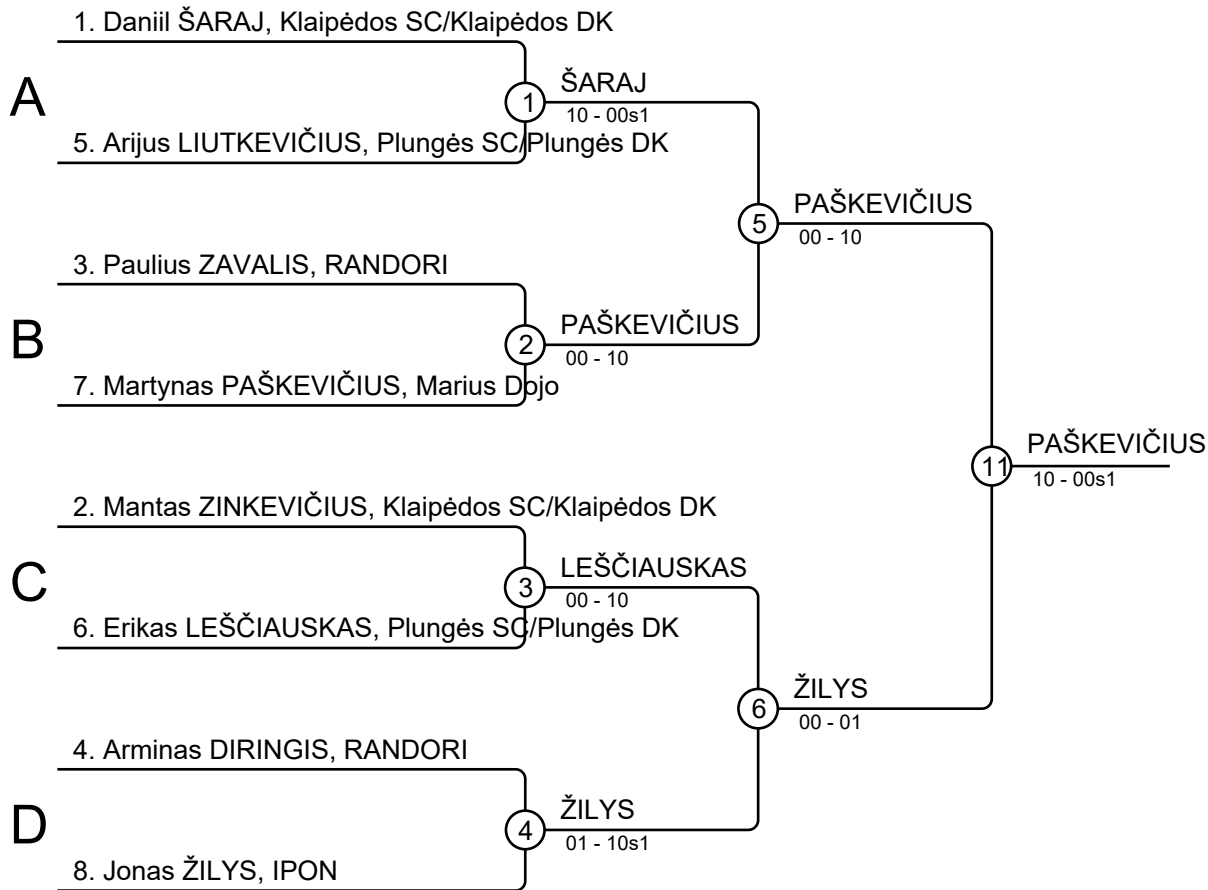 1. Daniil ŠARAJ, Klaipėdos SC/Klaipėdos DK
A
1
ŠARAJ
10 - 00s1
5. Arijus LIUTKEVIČIUS, Plungės SC/Plungės DK
5
PAŠKEVIČIUS
00 - 10
3. Paulius ZAVALIS, RANDORI
B
2
PAŠKEVIČIUS
00 - 10
7. Martynas PAŠKEVIČIUS, Marius Dojo
11
PAŠKEVIČIUS
10 - 00s1
2. Mantas ZINKEVIČIUS, Klaipėdos SC/Klaipėdos DK
C
3
LEŠČIAUSKAS
00 - 10
6. Erikas LEŠČIAUSKAS, Plungės SC/Plungės DK
6
ŽILYS
00 - 01
4. Arminas DIRINGIS, RANDORI
D
4
ŽILYS
01 - 10s1
8. Jonas ŽILYS, IPON